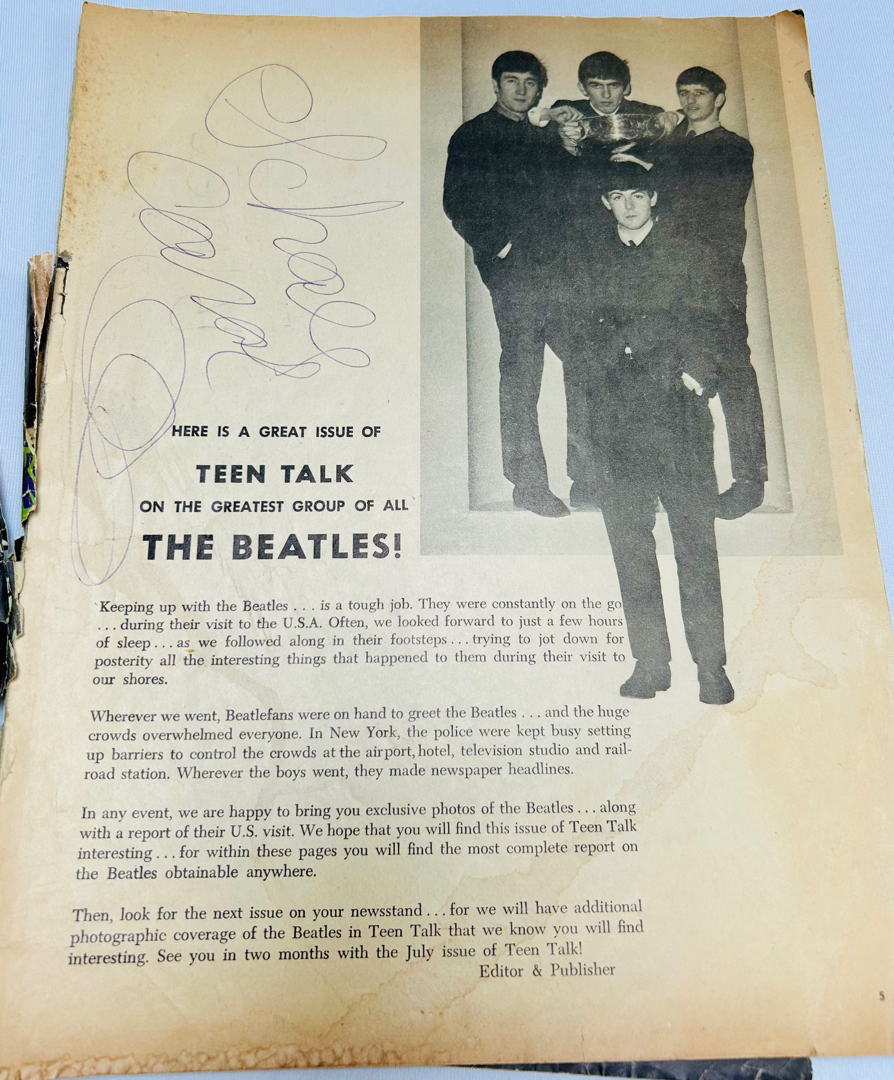 HERE IS A GREAT ISSUE OF
TEEN TALK
ON THE GREATEST GROUP OF ALL
THE BEATLES!
Keeping up with the Beatles . . . is a tough job. They were constantly on the go
. . . during their visit to the U.S.A. Often, we looked forward to just a few hours
of sleep . . . as we followed along in their footsteps . . . trying to jot down for
posterity all the interesting things that happened to them during their visit to
our shores.
Wherever we went, Beatlefans were on hand to greet the Beatles . . . and the huge
crowds overwhelmed everyone. In New York, the police were kept busy setting
up barriers to control the crowds at the airport, hotel, television studio and rail-
road station. Wherever the boys went, they made newspaper headlines.
In any event, we are happy to bring you exclusive photos of the Beatles . . . along
with a report of their U.S. visit. We hope that you will find this issue of Teen Talk
interesting . . . for within these pages you will find the most complete report on
the Beatles obtainable anywhere.
Then, look for the next issue on your newsstand . . . for we will have additional
photographic coverage of the Beatles in Teen Talk that we know you will find
interesting. See you in two months with the July issue of Teen Talk!
Editor & Publisher
5